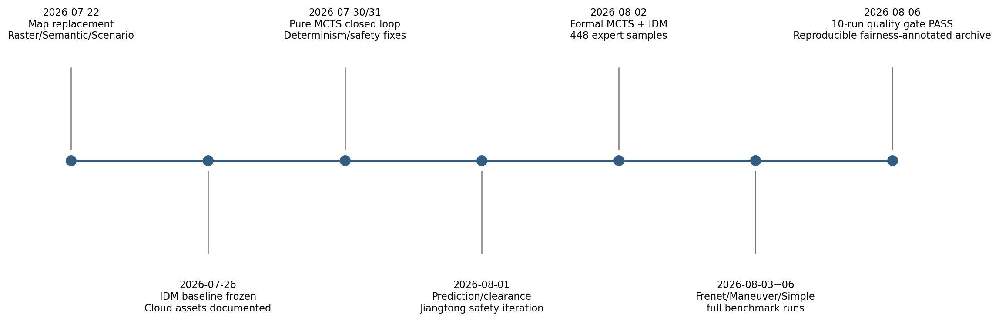 2026-07-22
Map replacement
Raster/Semantic/Scenario
2026-07-26
IDM baseline frozen
Cloud assets documented
2026-07-30/31
Pure MCTS closed loop
Determinism/safety fixes
2026-08-01
Prediction/clearance
Jiangtong safety iteration
2026-08-02
Formal MCTS + IDM
448 expert samples
2026-08-03~06
Frenet/Maneuver/Simple
full benchmark runs
2026-08-06
10-run quality gate PASS
Reproducible fairness-annotated archive